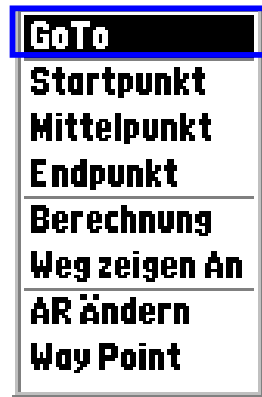 GoTo
Startpunkt
Mittelpunkt
Endpunkt
Berechnung
Weg zeigen An
AR Ändern
Way Point